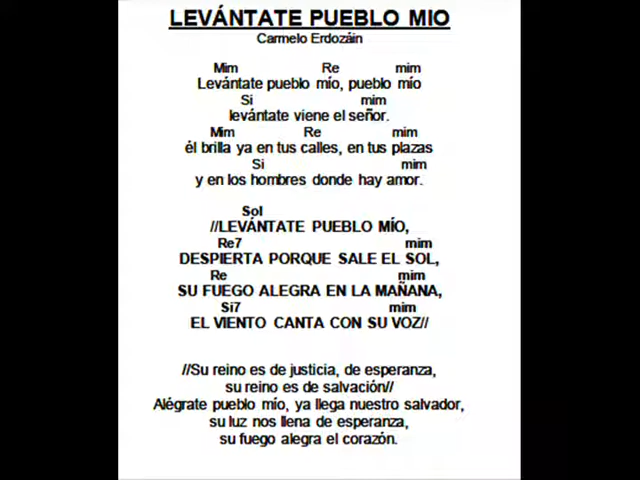 LEVÁNTATE PUEBLO MIO
Carmelo Erdozáin
Mim Re mim
Levántate pueblo mío, pueblo mío
Si mim
levántate viene el señor.
Mim Re mim
él brilla ya en tus calles, en tus plazas
Si mim
y en los hombres donde hay amor.
Sol
//LEVÁNTATE PUEBLO MÍO,
Re7 mim
DESPIERTA PORQUE SALE EL SOL,
Re mim
SU FUEGO ALEGRA EN LA MAÑANA,
Si7 mim
EL VIENTO CANTA CON SU VOZ//
//Su reino es de justicia, de esperanza,
su reino es de salvación//
Alégrate pueblo mío, ya llega nuestro salvador,
su luz nos llena de esperanza,
su fuego alegra el corazón.